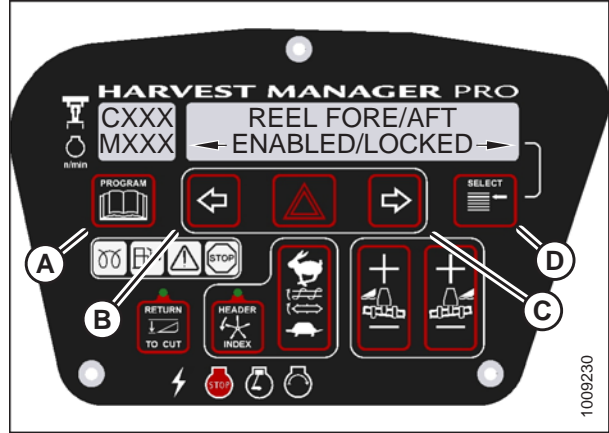 HARVEST MANAGER PRO
CXXX
MXXX
REEL FORE/AFT
ENABLED/LOCKED
n/min
PROGRAM
SELECT
A
B
C
D
STOP
RETURN
TO CUT
HEADER
INDEX
STOP
1009230